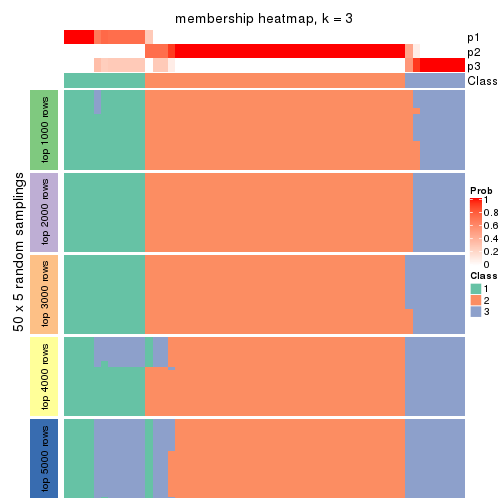 membership heatmap, k = 3
p1
p2
p3
Class
50 x 5 random samplings
top 1000 rows
top 2000 rows
top 3000 rows
top 4000 rows
top 5000 rows
Prob
1
0.8
0.6
0.4
0.2
0
Class
1
2
3